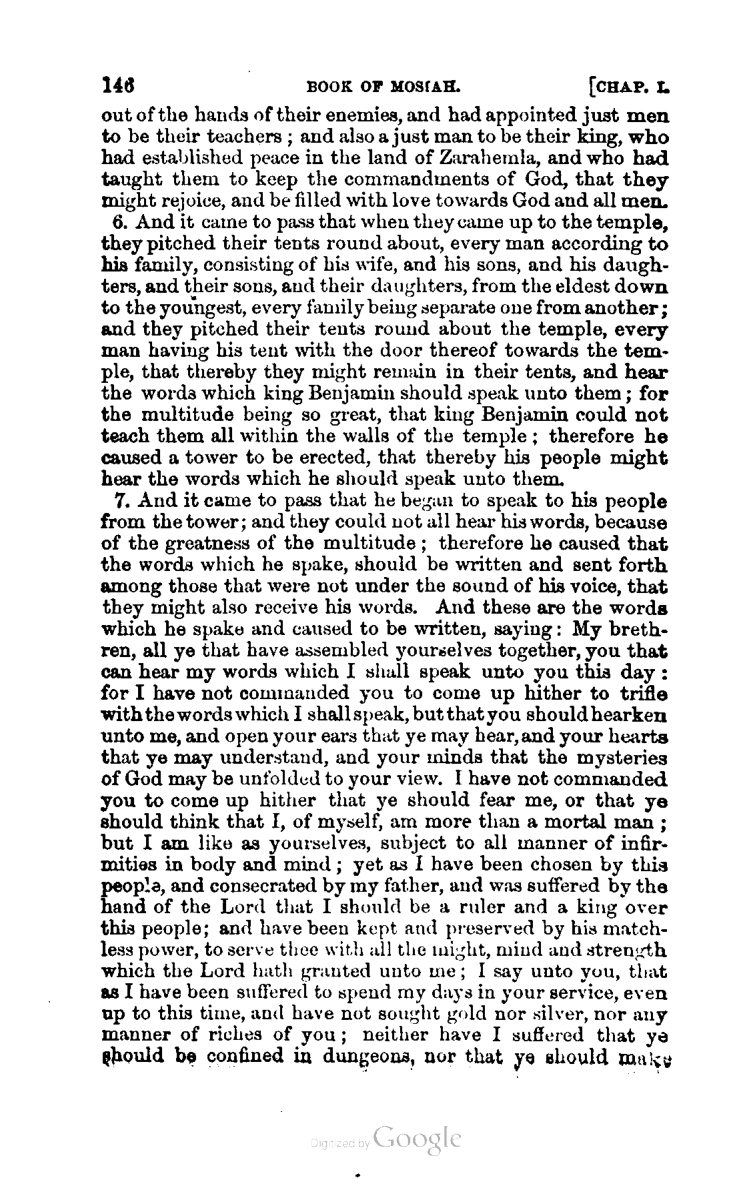 146 BOOK OF MOSIAH. [CHAP. I.
out of the hands of their enemies, and had appointed just men
to be their teachers ; and also a just man to be their king, who
had established peace in the land of Zarahemla, and who had
taught them to keep the commandments of God, that they
might rejoice, and be filled with love towards God and all men.
6. And it came to pass that when they came up to the temple,
they pitched their tents round about, every man according to
his family, consisting of his wife, and his sons, and his daugh-
ters, and their sons, and their daughters, from the eldest down
to the youngest, every family being separate one from another ;
and they pitched their tents round about the temple, every
man having his tent with the door thereof towards the tem-
ple, that thereby they might remain in their tents, and hear
the words which king Benjamin should speak unto them ; for
the multitude being so great, that king Benjamin could not
teach them all within the walls of the temple ; therefore he
caused a tower to be erected, that thereby his people might
hear the words which he should speak unto them.
7. And it came to pass that he began to speak to his people
from the tower ; and they could not all hear his words, because
of the greatness of the multitude ; therefore he caused that
the words which he spake, should be written and sent forth
among those that were not under the sound of his voice, that
they might also receive his words. And these are the words
which he spake and caused to be written, saying: My breth-
ren, all ye that have assembled yourselves together, you that
can hear my words which I shall speak unto you this day :
for I have not commanded you to come up hither to trifle
with the words which I shall speak, but that you should hearken
unto me, and open your ears that ye may hear, and your hearts
that ye may understand, and your minds that the mysteries
of God may be unfolded to your view. I have not commanded
you to come up hither that ye should fear me, or that ye
should think that I, of myself, am more than a mortal man ;
but I am like as yourselves, subject to all manner of infir-
mities in body and mind ; yet as I have been chosen by this
people, and consecrated by my father, and was suffered by the
hand of the Lord that I should be a ruler and a king over
this people; and have been kept and preserved by his match-
less power, to serve thee with all the might, mind and strength
which the Lord hath granted unto me ; I say unto you, that
as I have been suffered to spend my days in your service, even
up to this time, and have not sought gold nor silver, nor any
manner of riches of you ; neither have I suffered that ye
should be confined in dungeons, nor that ye should make
Digitized by Google